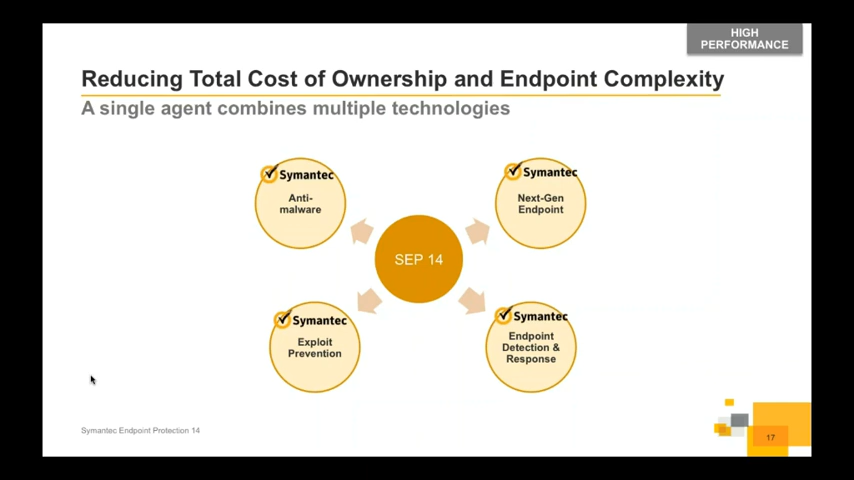 HIGH
PERFORMANCE
Reducing Total Cost of Ownership and Endpoint Complexity
A single agent combines multiple technologies
Symantec
Anti-
malware
Symantec
Next-Gen
Endpoint
SEP 14
Symantec
Exploit
Prevention
Symantec
Endpoint
Detection &
Response
Symantec Endpoint Protection 14
17